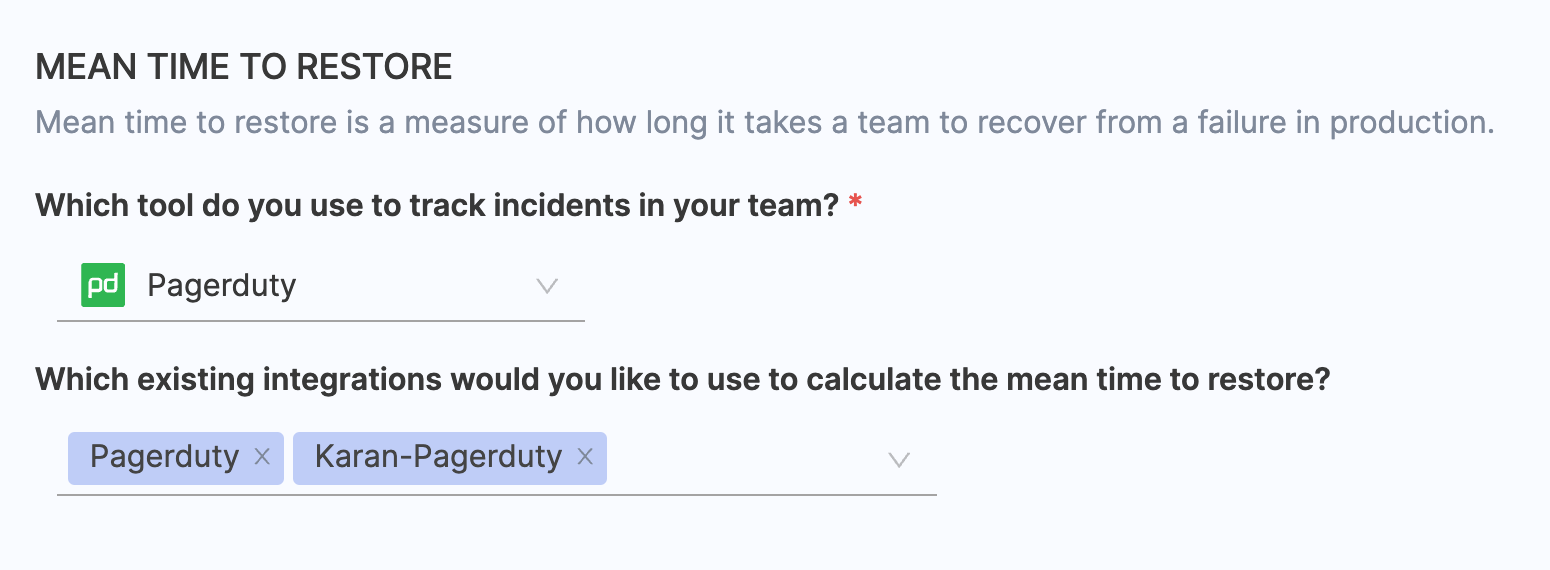 MEAN TIME TO RESTORE
Mean time to restore is a measure of how long it takes a team to recover from a failure in production.
Which tool do you use to track incidents in your team? *
pd Pagerduty
Which existing integrations would you like to use to calculate the mean time to restore?
Pagerduty × Karan-Pagerduty ×